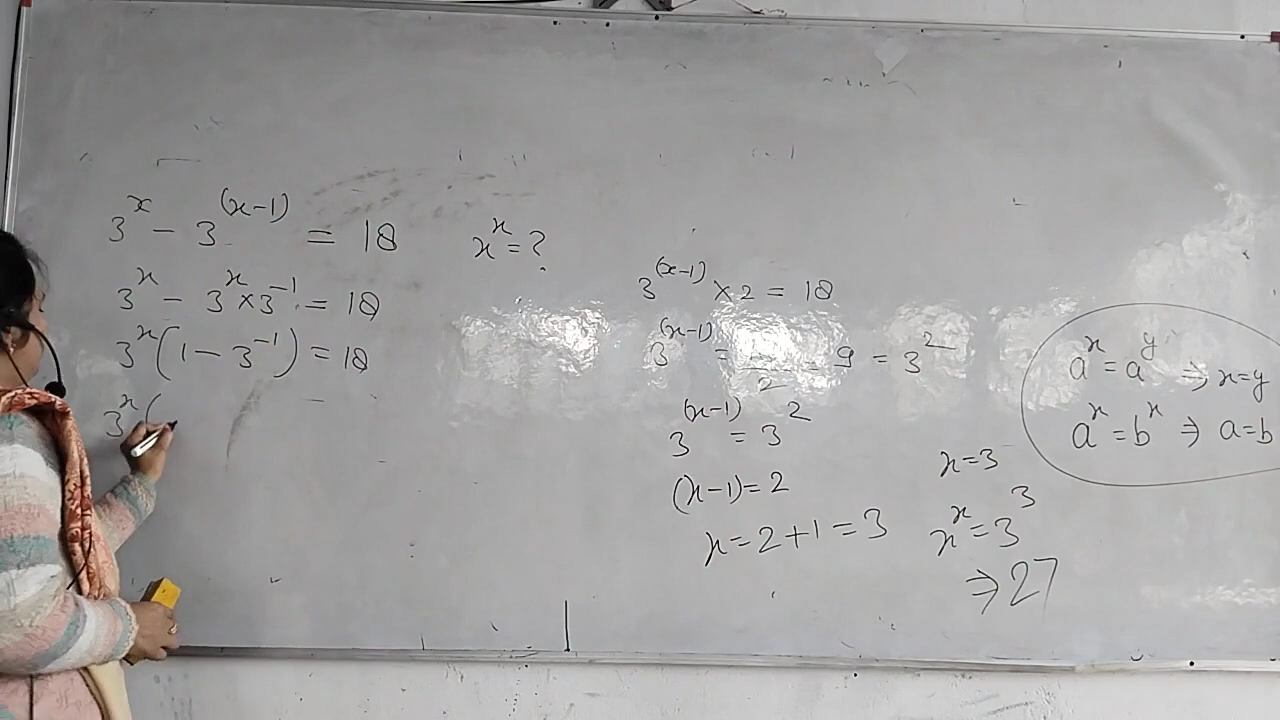 3^x - 3^(x-1) = 18
x^x = ?
3^x - 3^x × 3^-1 = 18
3^x (1 - 3^-1) = 18
3^x (
3^(x-1) × 2 = 18
3^(x-1) = /2 = 9 = 3^2
3^(x-1) = 3^2
(x-1) = 2
x = 2+1 = 3
x = 3
x^x = 3^3
⇒ 27
a^x = a^y ⇒ x=y
a^x = b^x ⇒ a=b